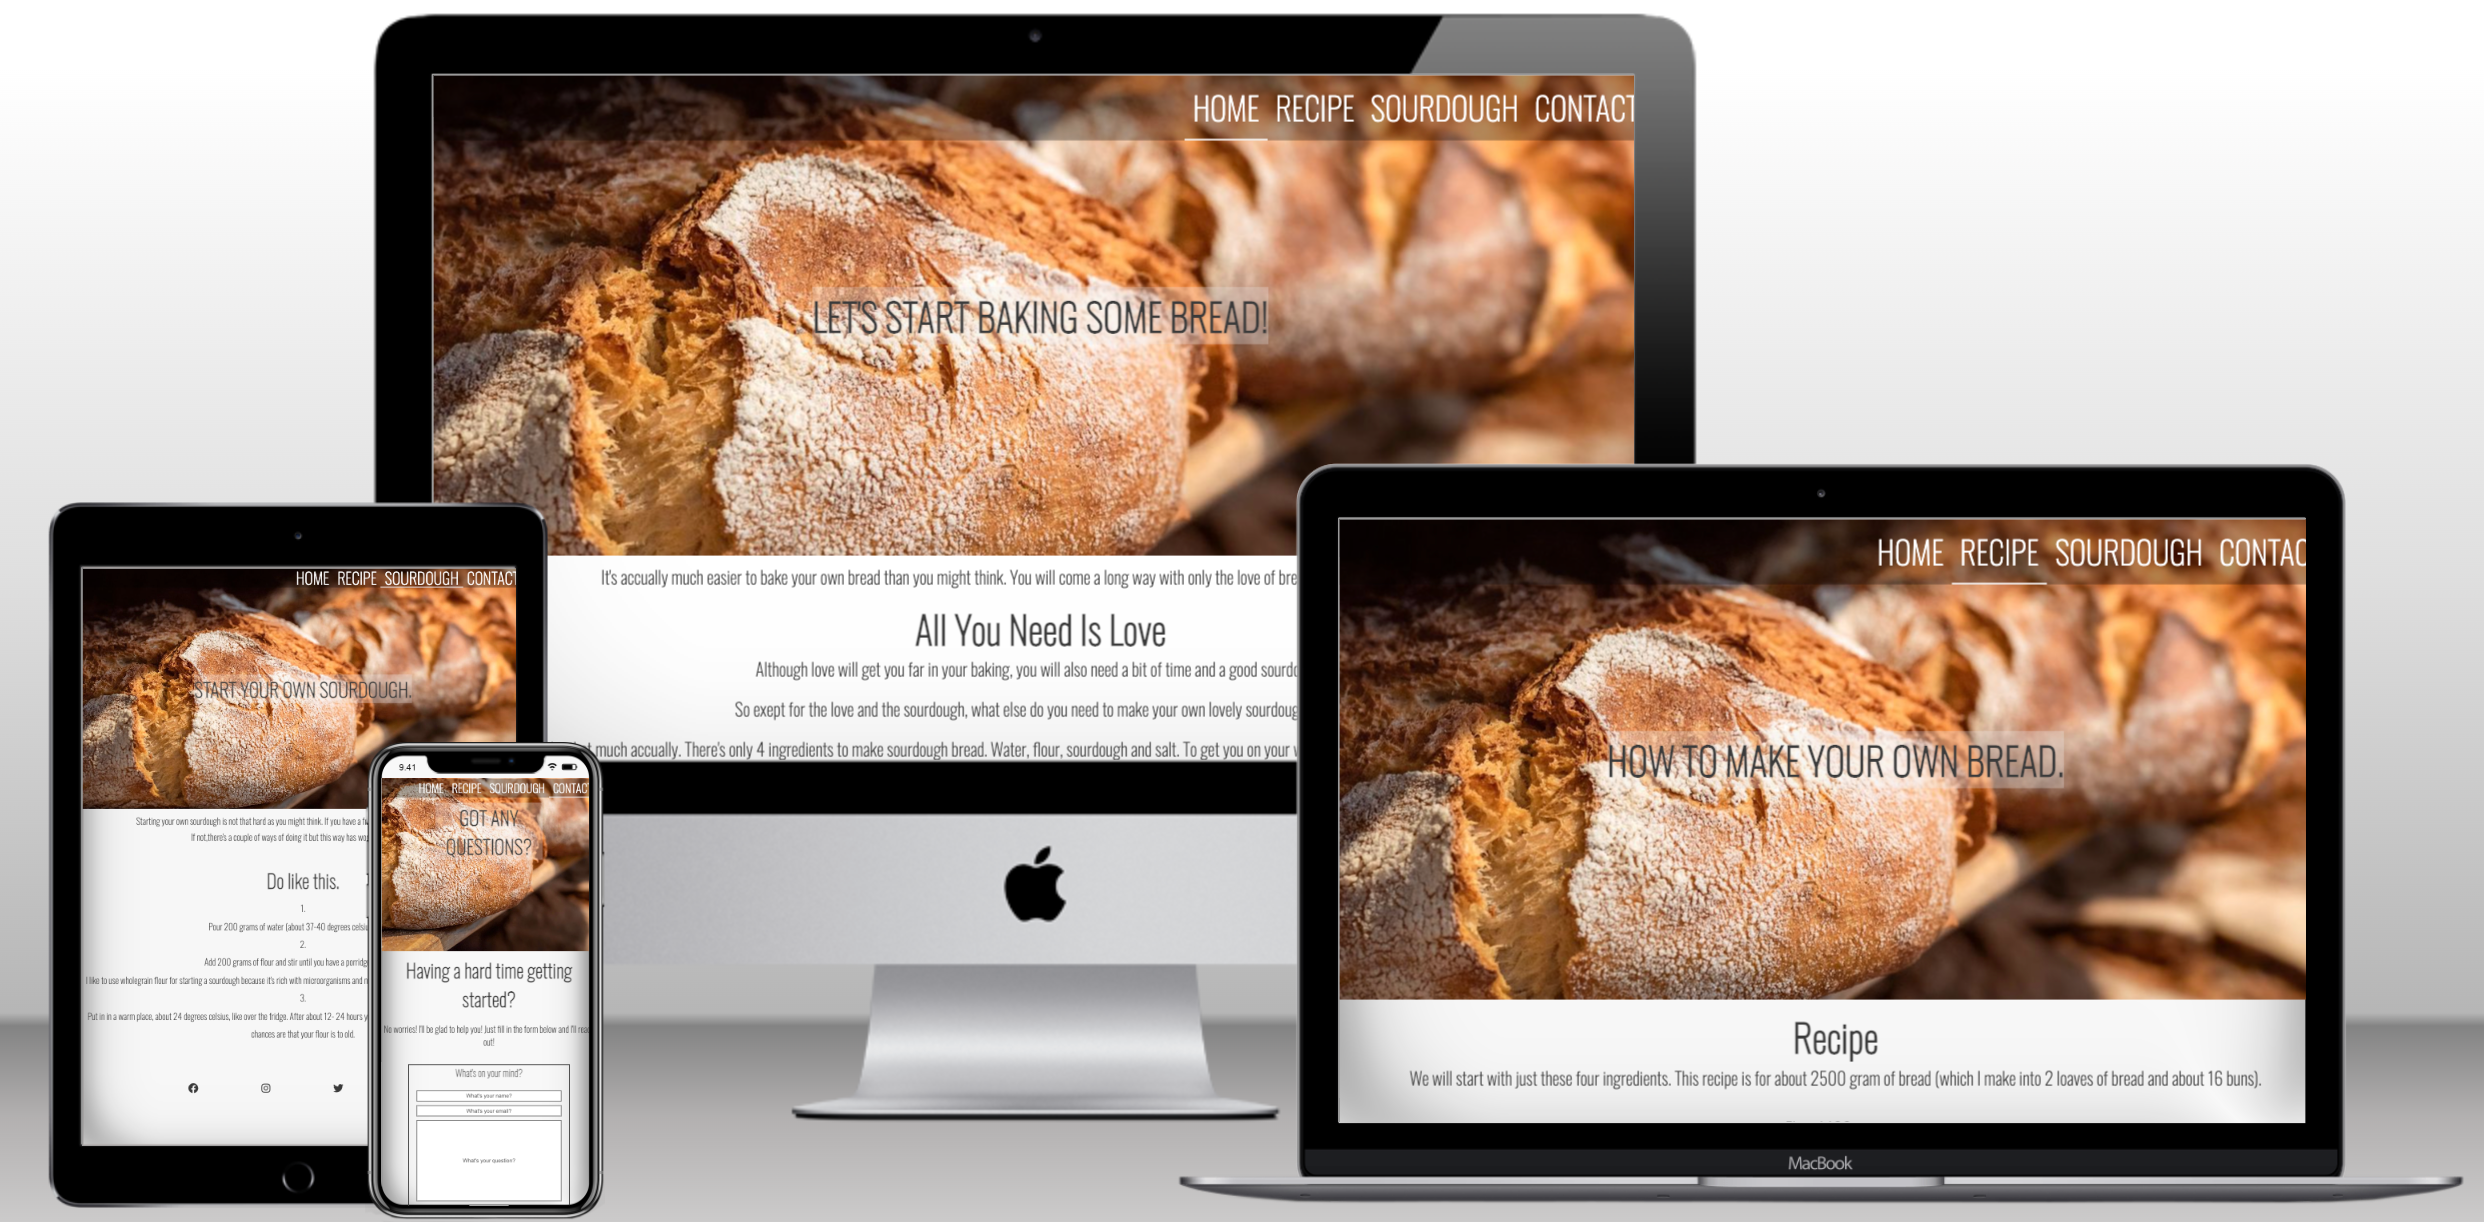 HOME RECIPE SOURDOUGH CONTACT
LET'S START BAKING SOME BREAD!
It's accually much easier to bake your own bread than you might think. You will come a long way with only the love of bre
All You Need Is Love
Although love will get you far in your baking, you will also need a bit of time and a good sourdo
So exept for the love and the sourdough, what else do you need to make your own lovely sourdoug
much accually. There's only 4 ingredients to make sourdough bread. Water, flour, sourdough and salt. To get you on your
HOME RECIPE SOURDOUGH CONTACT
START YOUR OWN SOURDOUGH.
Starting your own sourdough is not that hard as you might think. If you have a
If not,there's a couple of ways of doing it but this way has
Do like this.
1.
Pour 200 grams of water (about 37-40 degrees
2.
Add 200 grams of flour and stir until you have a porridg
I like to use wholegrain flour for starting a sourdough because it's rich with microorganisms and
3.
Put in in a warm place, about 24 degrees celsius, like over the fridge. After about 12- 24 hours y
chances are that your flour is to old.
9.41
HOME RECIPE SOURDOUGH CONTAC
GOT ANY
QUESTIONS?
Having a hard time getting
started?
No worries! I'll be glad to help you! Just fill in the form below and I'll rea
out!
What's on your mind?
What's your name?
What's your email?
What's your question?
HOME RECIPE SOURDOUGH CONTAC
HOW TO MAKE YOUR OWN BREAD.
Recipe
We will start with just these four ingredients. This recipe is for about 2500 gram of bread (which I make into 2 loaves of bread and about 16 buns).
MacBook